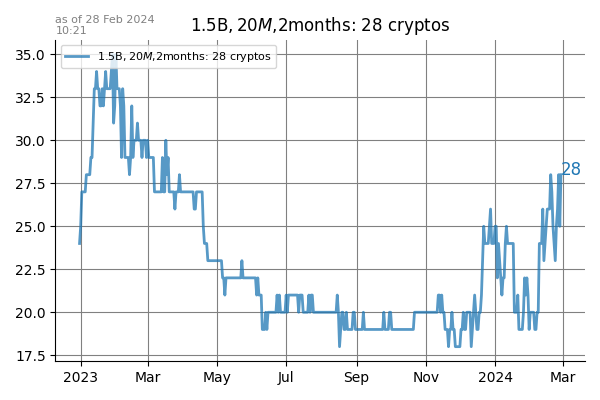 as of 28 Feb 2024
10:21
1.5B,20M,2months: 28 cryptos
1.5B,20M,2months: 28 cryptos
35.0
32.5
30.0
27.5
25.0
22.5
20.0
17.5
28
2023 Mar May Jul Sep Nov 2024 Mar